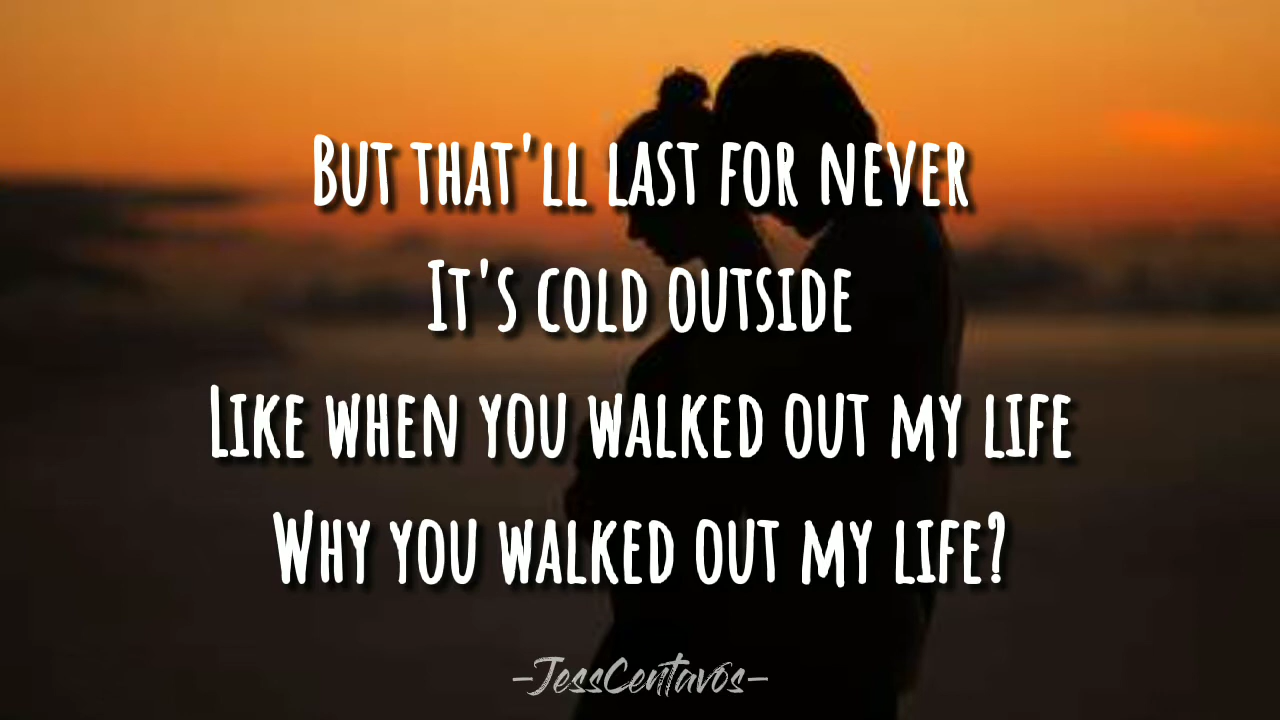 But that'll last for never
It's cold outside
Like when you walked out my life
Why you walked out my life?
-JessCentavos-